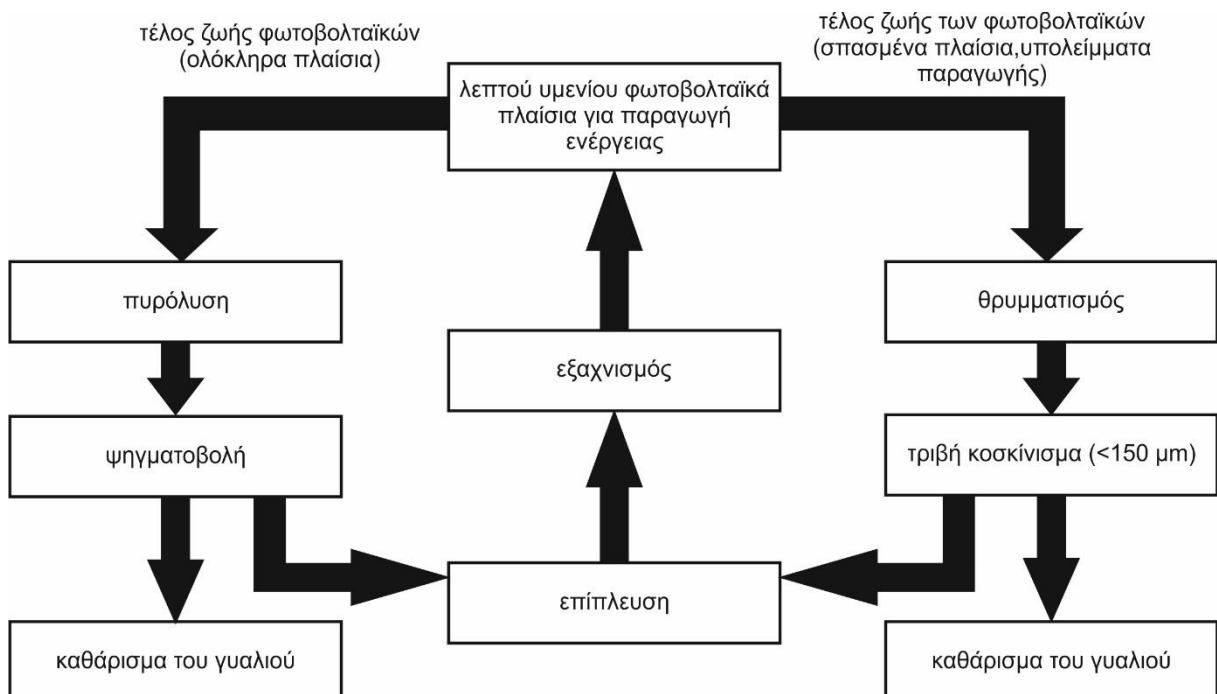 τέλος ζωής φωτοβολταϊκών
(ολόκληρα πλαίσια)
τέλος ζωής των φωτοβολταϊκών
(σπασμένα πλαίσια,υπολείμματα
παραγωγής)
λεπτού υμενίου φωτοβολταϊκά
πλαίσια για παραγωγή
ενέργειας
πυρόλυση
θρυμματισμός
εξαχνισμός
ψηγματοβολή
τριβή κοσκίνισμα (<150 μm)
επίπλευση
καθάρισμα του γυαλιού
καθάρισμα του γυαλιού